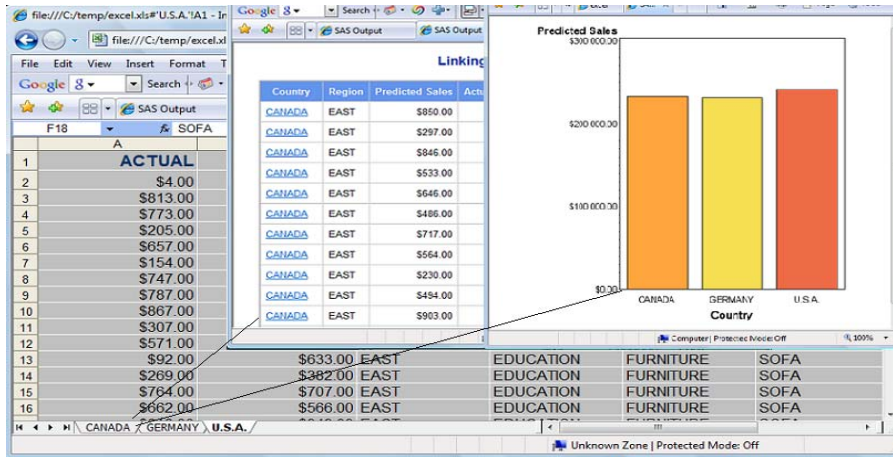 file:///C:/temp/excel.xls#'U.S.A.'!A1 - In
file:///C:/temp/excel.xl
File Edit View Insert Format T
Google Search
SAS Output
F18 fx SOFA
A
1 ACTUAL
2 $4.00
3 $813.00
4 $773.00
5 $205.00
6 $657.00
7 $154.00
8 $747.00
9 $787.00
10 $867.00
11 $307.00
12 $571.00
13 $92.00 $633.00 EAST EDUCATION FURNITURE SOFA
14 $269.00 $382.00 EAST EDUCATION FURNITURE SOFA
15 $764.00 $707.00 EAST EDUCATION FURNITURE SOFA
16 $662.00 $566.00 EAST EDUCATION FURNITURE SOFA
CANADA GERMANY U.S.A.
Unknown Zone | Protected Mode: Off
Google Search
SAS Output SAS Output
Linking
Country Region Predicted Sales Actu
CANADA EAST $850.00
CANADA EAST $297.00
CANADA EAST $846.00
CANADA EAST $533.00
CANADA EAST $646.00
CANADA EAST $486.00
CANADA EAST $717.00
CANADA EAST $564.00
CANADA EAST $230.00
CANADA EAST $494.00
CANADA EAST $903.00
Predicted Sales
$300 000.00
$200 000.00
$100 000.00
$0.00
CANADA GERMANY U.S.A.
Country
Computer | Protected Mode: Off 100%